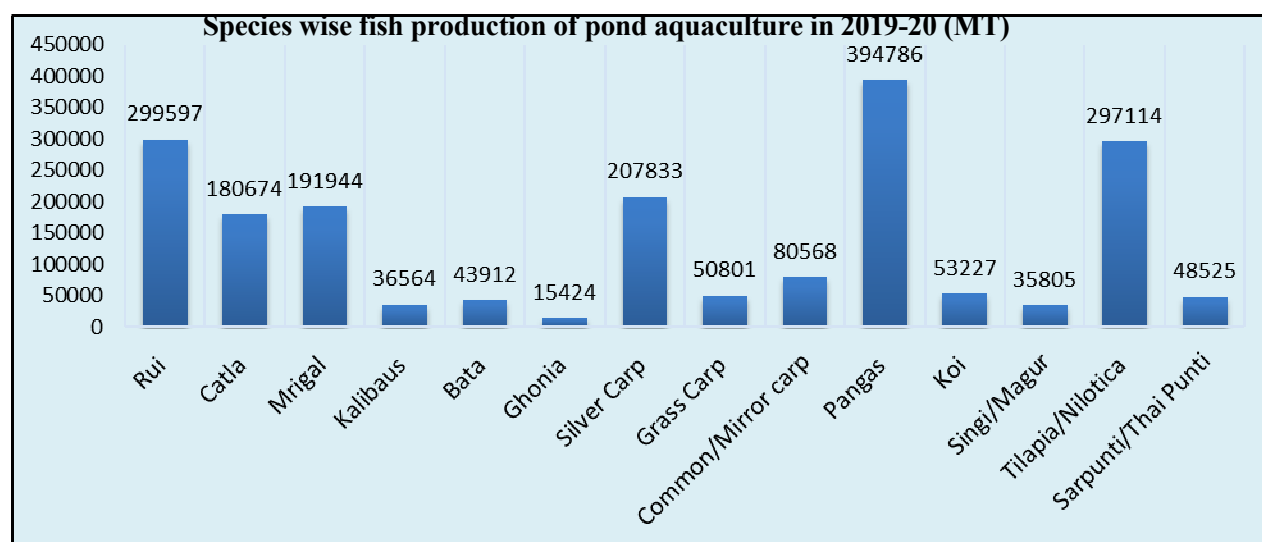 Species wise fish production of pond aquaculture in 2019-20 (MT)
450000
400000
350000
300000
250000
200000
150000
100000
50000
0
299597
180674
191944
36564
43912
15424
207833
50801
80568
394786
53227
35805
297114
48525
Rui
Catla
Mrigal
Kalibaus
Bata
Ghonia
Silver Carp
Grass Carp
Common/Mirror carp
Pangas
Koi
Singi/Magur
Tilapia/Nilotica
Sarpunti/Thai Punti